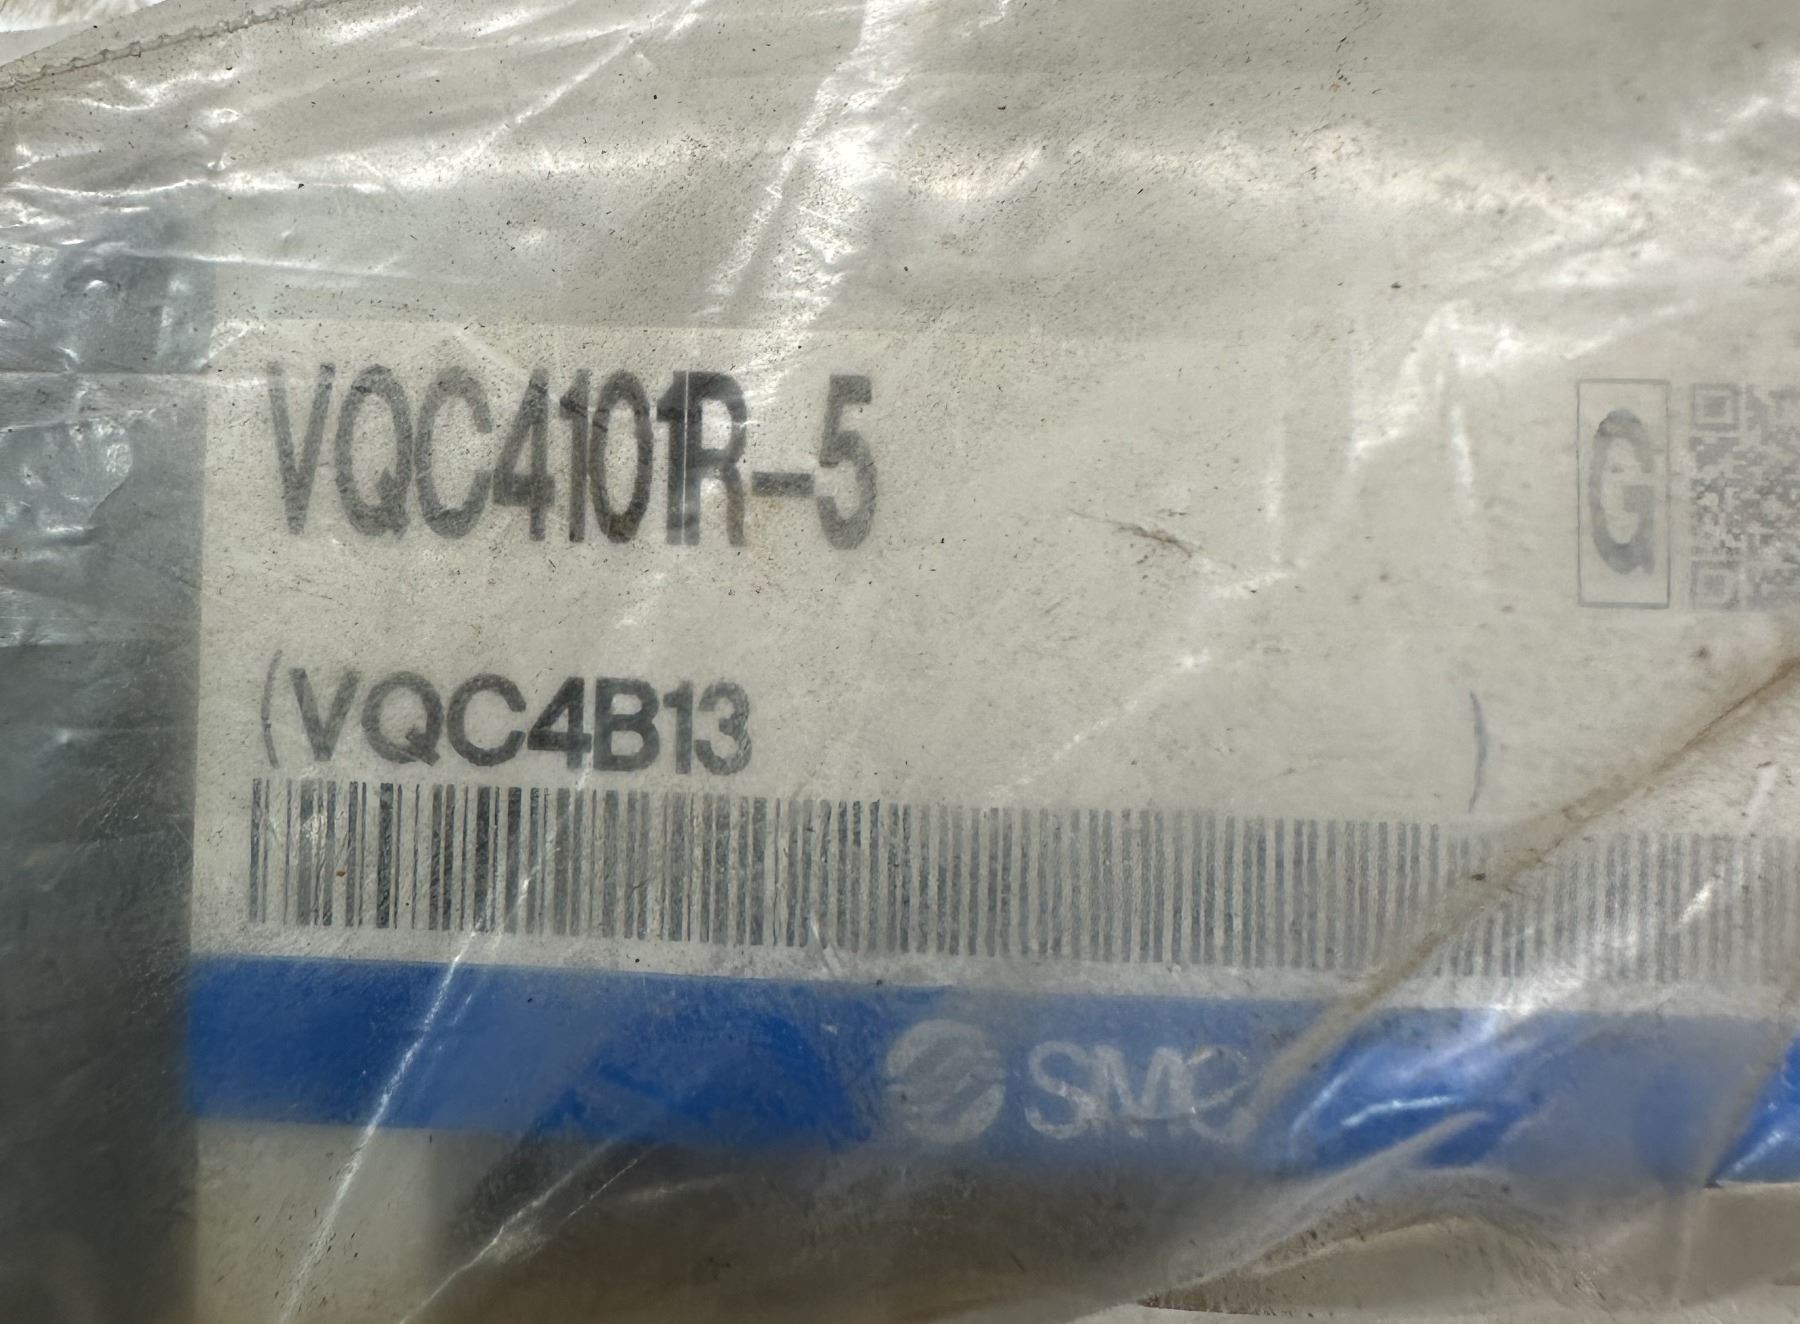 VQC4101R-5
G
(VQC4B13 )
SMC